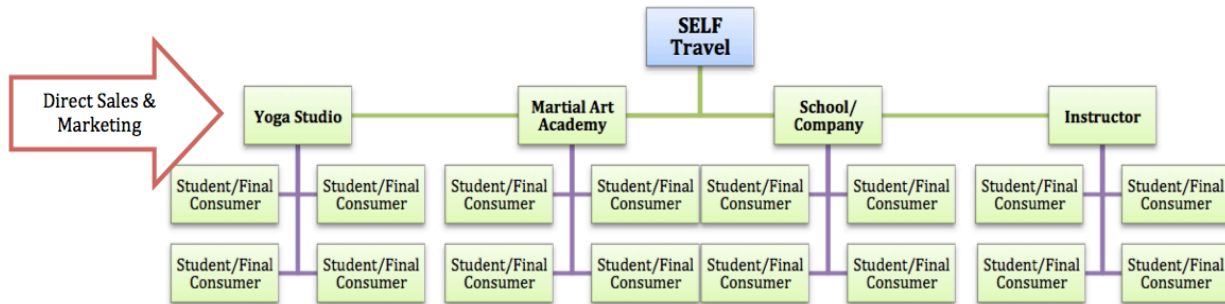 SELF
Travel
Direct Sales &
Marketing
Yoga Studio
Martial Art
Academy
School/
Company
Instructor
Student/Final
Consumer
Student/Final
Consumer
Student/Final
Consumer
Student/Final
Consumer
Student/Final
Consumer
Student/Final
Consumer
Student/Final
Consumer
Student/Final
Consumer
Student/Final
Consumer
Student/Final
Consumer
Student/Final
Consumer
Student/Final
Consumer
Student/Final
Consumer
Student/Final
Consumer
Student/Final
Consumer
Student/Final
Consumer